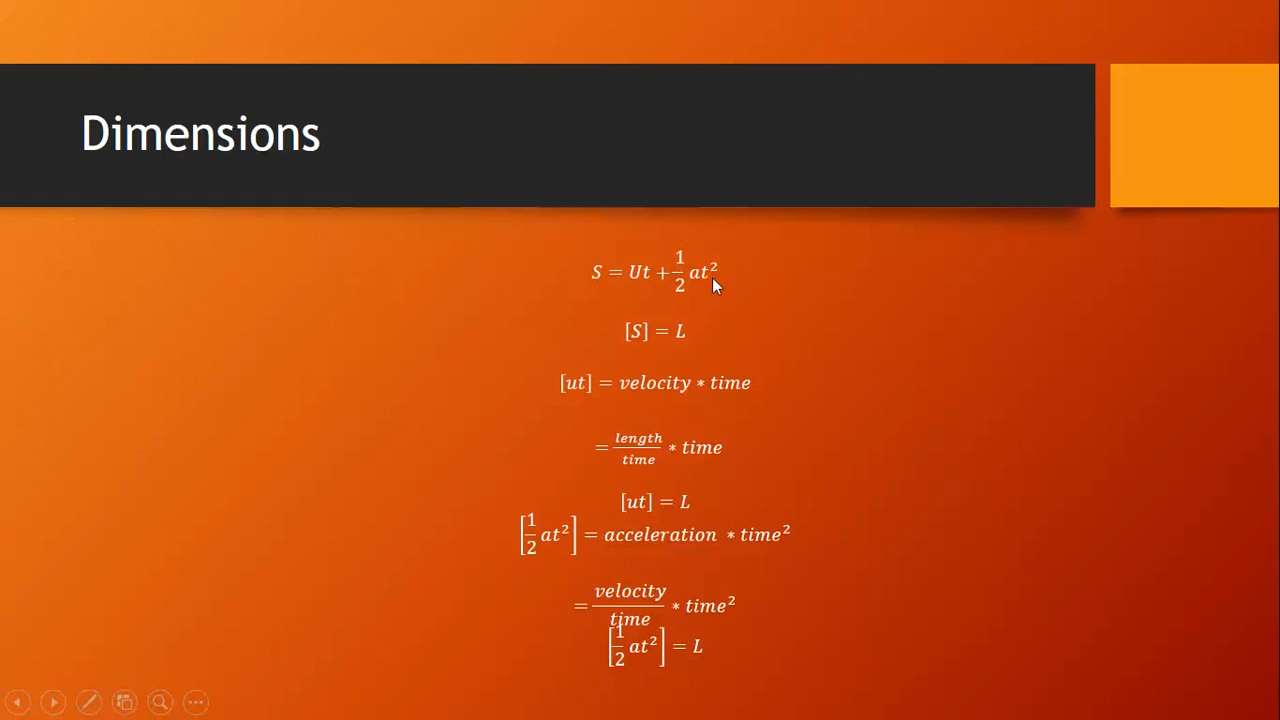 Dimensions
S = Ut + 1/2 at²
[S] = L
[ut] = velocity * time
= length/time * time
[ut] = L
[1/2 at²] = acceleration * time²
= velocity/time * time²
[1/2 at²] = L